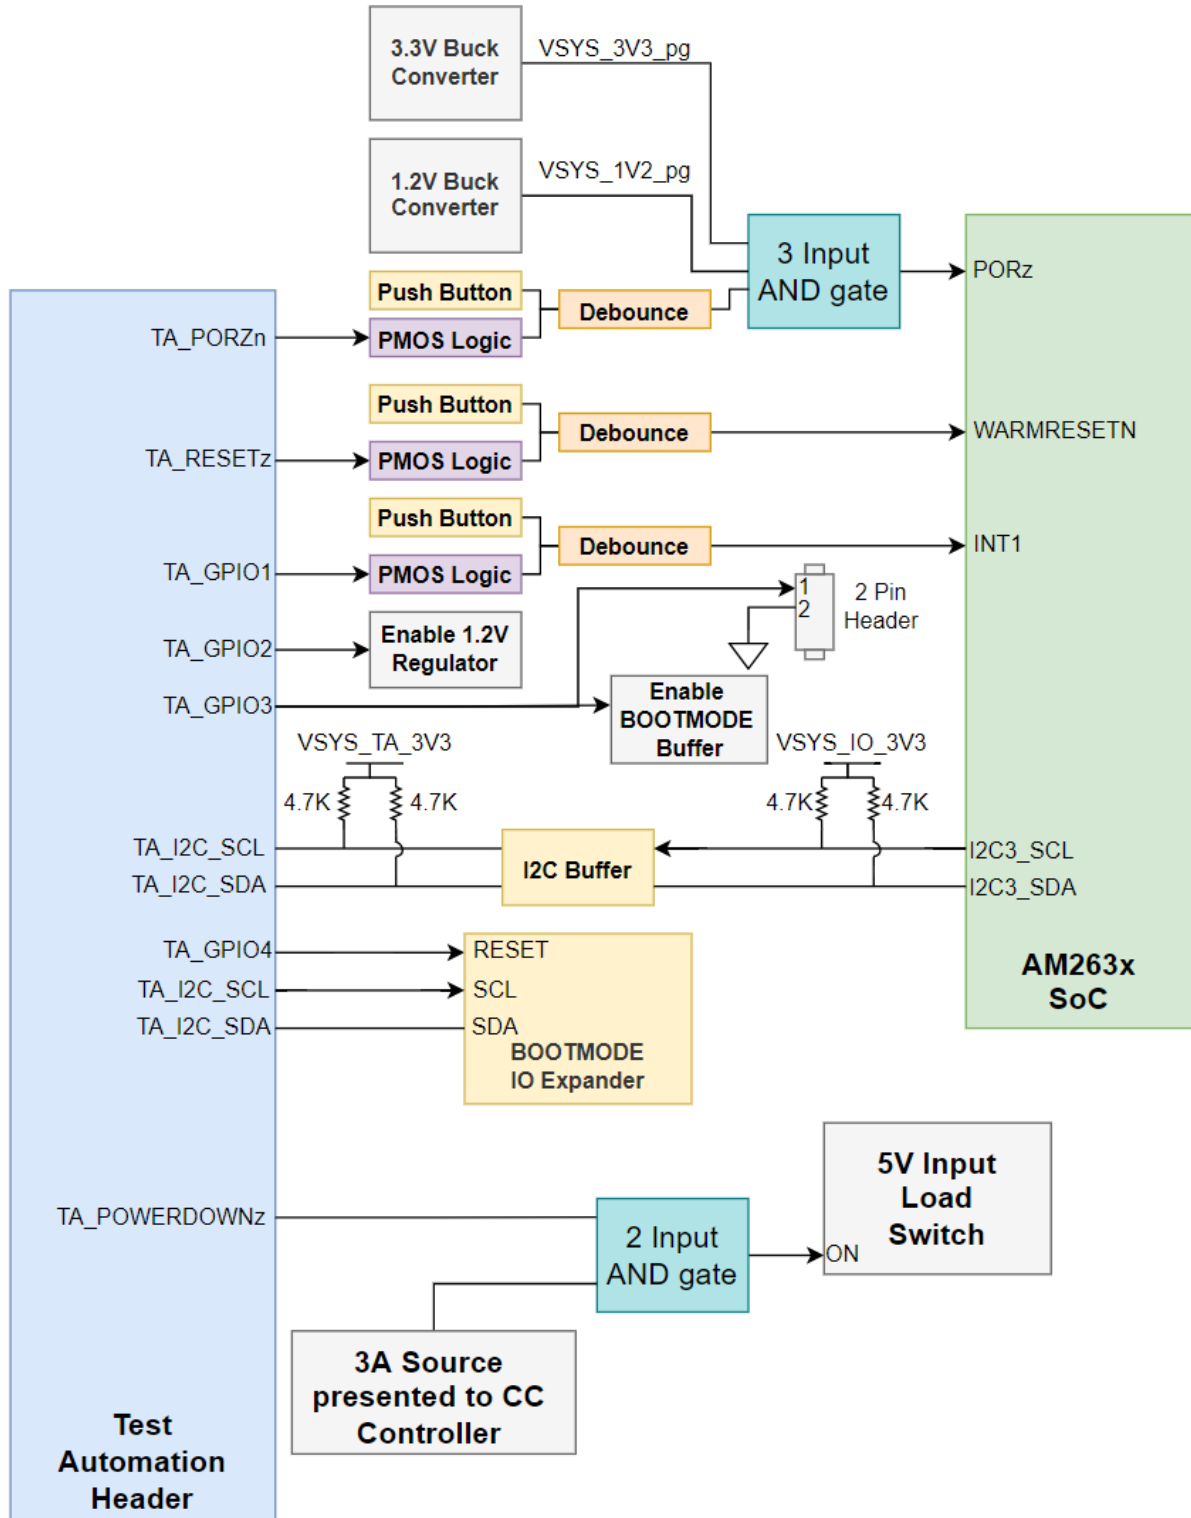 3.3V Buck
Converter
VSYS_3V3_pg
1.2V Buck
Converter
VSYS_1V2_pg
3 Input
AND gate
PORz
Push Button
Debounce
TA_PORZn
PMOS Logic
Push Button
Debounce
WARMRESETN
TA_RESETz
PMOS Logic
Push Button
Debounce
INT1
TA_GPIO1
PMOS Logic
1
2
2 Pin
Header
TA_GPIO2
Enable 1.2V
Regulator
TA_GPIO3
Enable
BOOTMODE
Buffer
VSYS_TA_3V3
VSYS_IO_3V3
4.7K
4.7K
4.7K
4.7K
TA_I2C_SCL
TA_I2C_SDA
I2C Buffer
I2C3_SCL
I2C3_SDA
TA_GPIO4
RESET
TA_I2C_SCL
SCL
TA_I2C_SDA
SDA
BOOTMODE
IO Expander
AM263x
SoC
TA_POWERDOWNz
2 Input
AND gate
5V Input
Load
Switch
ON
3A Source
presented to CC
Controller
Test
Automation
Header